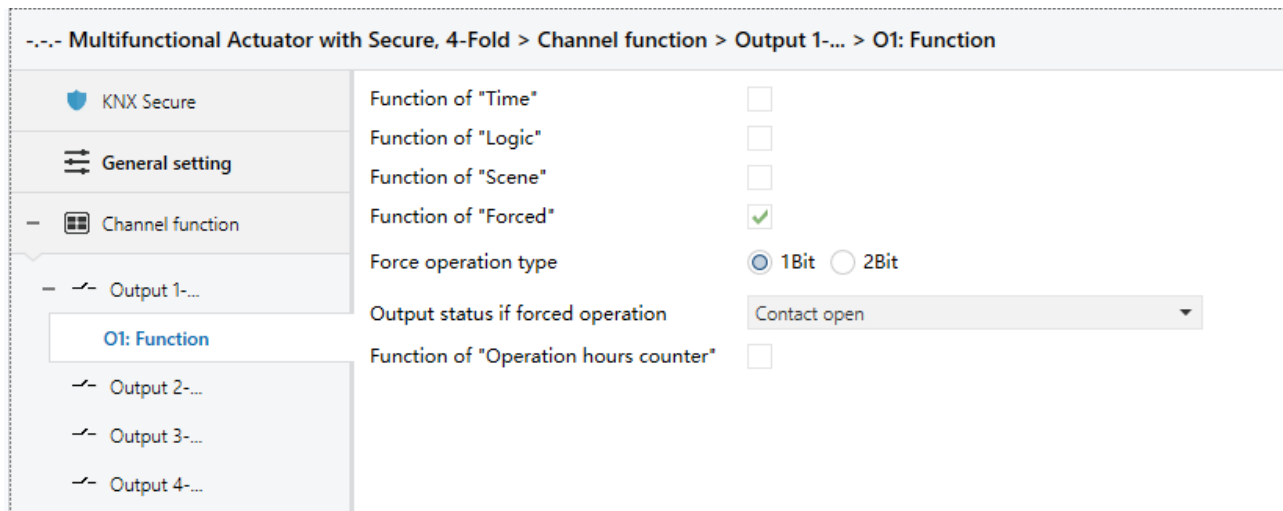 -.-.- Multifunctional Actuator with Secure, 4-Fold > Channel function > Output 1-... > O1: Function
KNX Secure
General setting
Channel function
Output 1-...
O1: Function
Output 2-...
Output 3-...
Output 4-...
Function of "Time"
Function of "Logic"
Function of "Scene"
Function of "Forced"
Force operation type 1Bit 2Bit
Output status if forced operation Contact open
Function of "Operation hours counter"